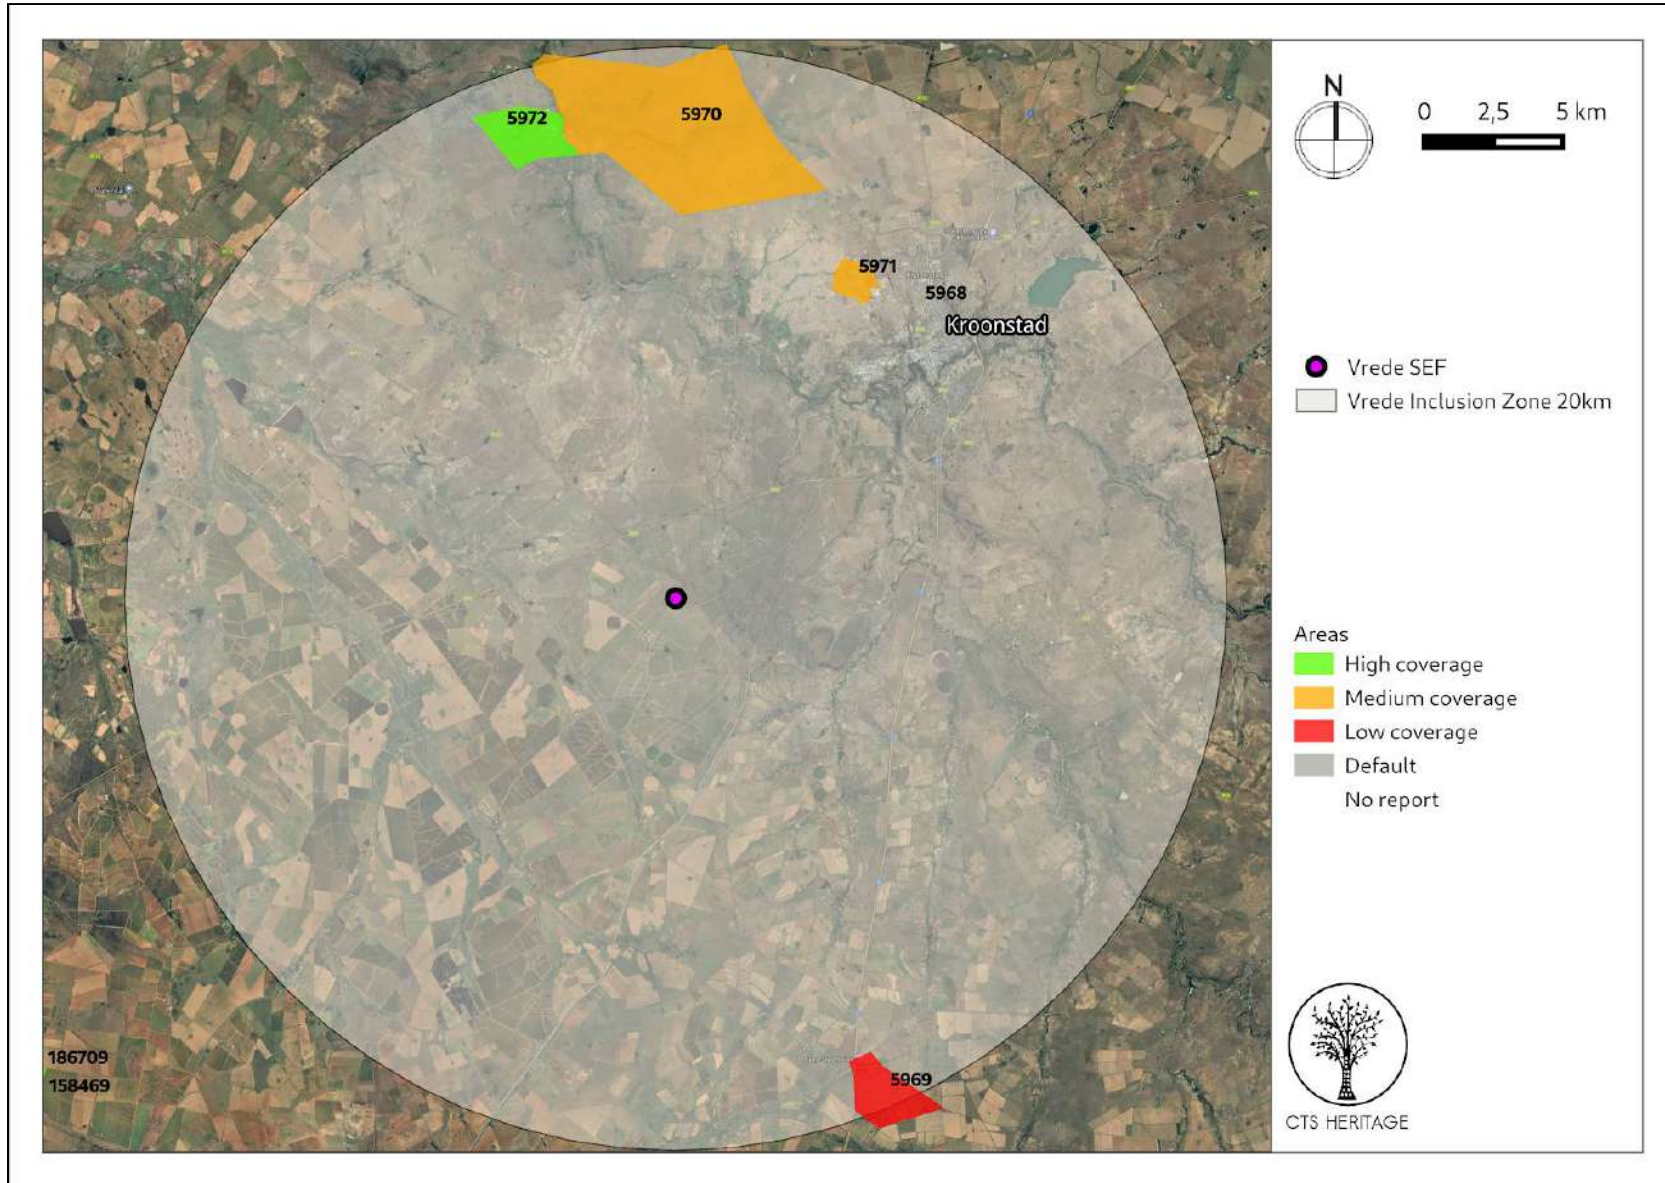 5972
5970
5971
5968
Kroonstad
186709
158469
5969
N
0 2,5 5 km
Vrede SEF
Vrede Inclusion Zone 20km
Areas
High coverage
Medium coverage
Low coverage
Default
No report
CTS HERITAGE